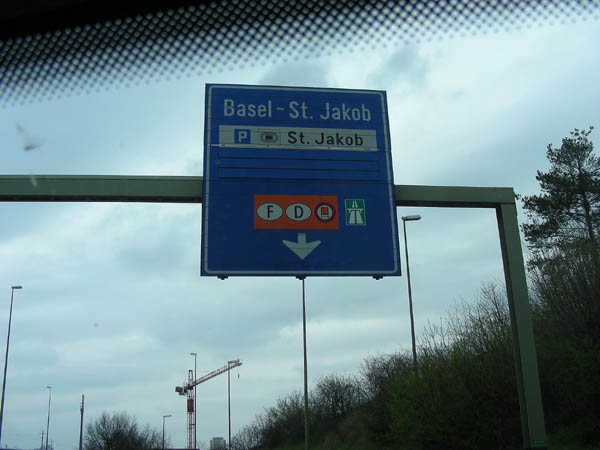 Basel - St. Jakob
P St. Jakob
F D